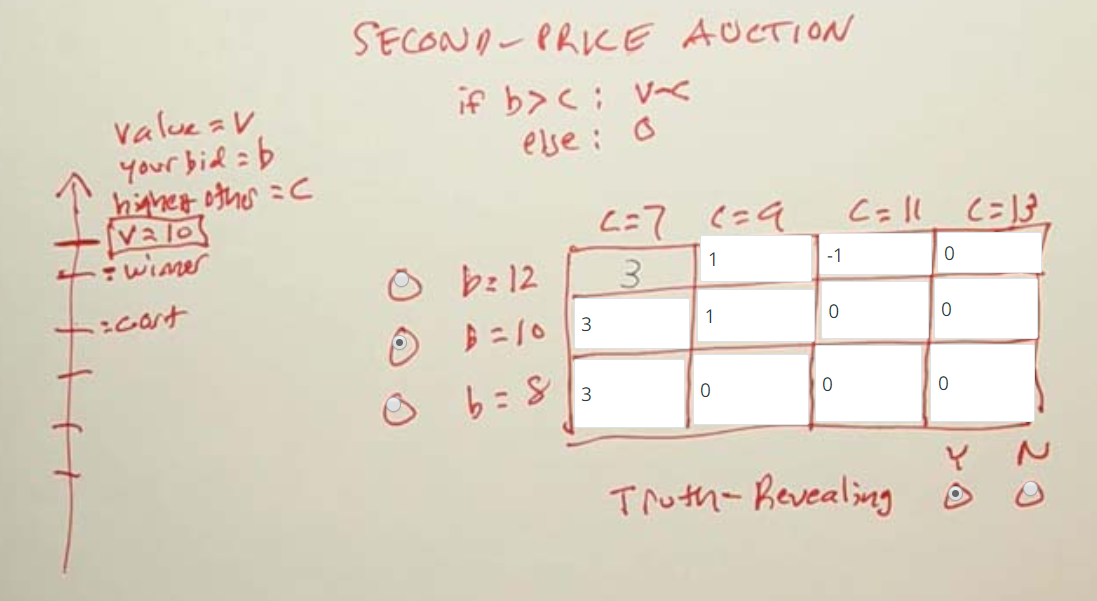 SECOND-PRICE AUCTION
if b>c: v-c
else: 0
value = V
your bid = b
highest other = C
V=10
= winner
= cost
C=7 C=9 C=11 C=13
b=12 3 1 -1 0
b=10 3 1 0 0
b=8 3 0 0 0
Y N
Truth-Revealing